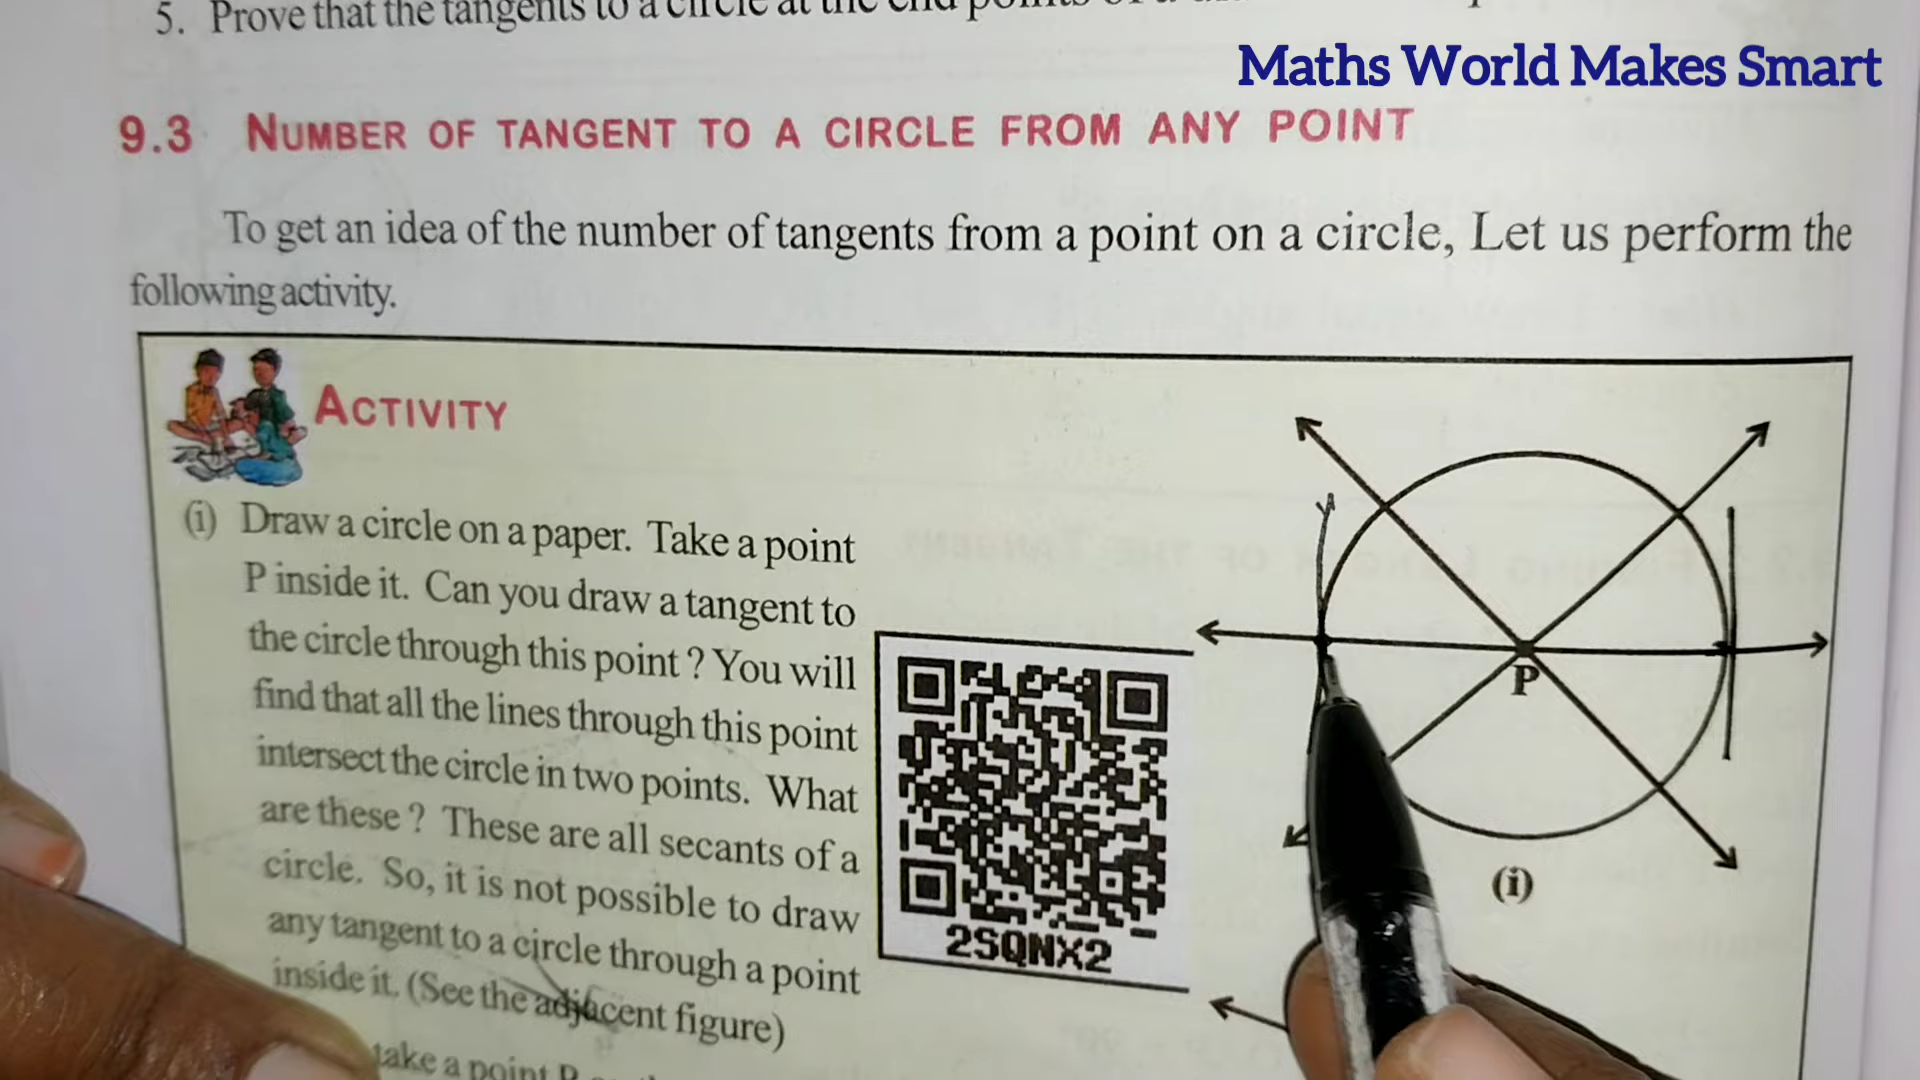 5. Prove that the tangents to a circle at the end points of a
Maths World Makes Smart
9.3 NUMBER OF TANGENT TO A CIRCLE FROM ANY POINT
To get an idea of the number of tangents from a point on a circle, Let us perform the
following activity.
ACTIVITY
(i) Draw a circle on a paper. Take a point
P inside it. Can you draw a tangent to
the circle through this point ? You will
find that all the lines through this point
intersect the circle in two points. What
are these ? These are all secants of a
circle. So, it is not possible to draw
any tangent to a circle through a point
inside it. (See the adjacent figure)
take a point P
2SQNX2
P
(i)